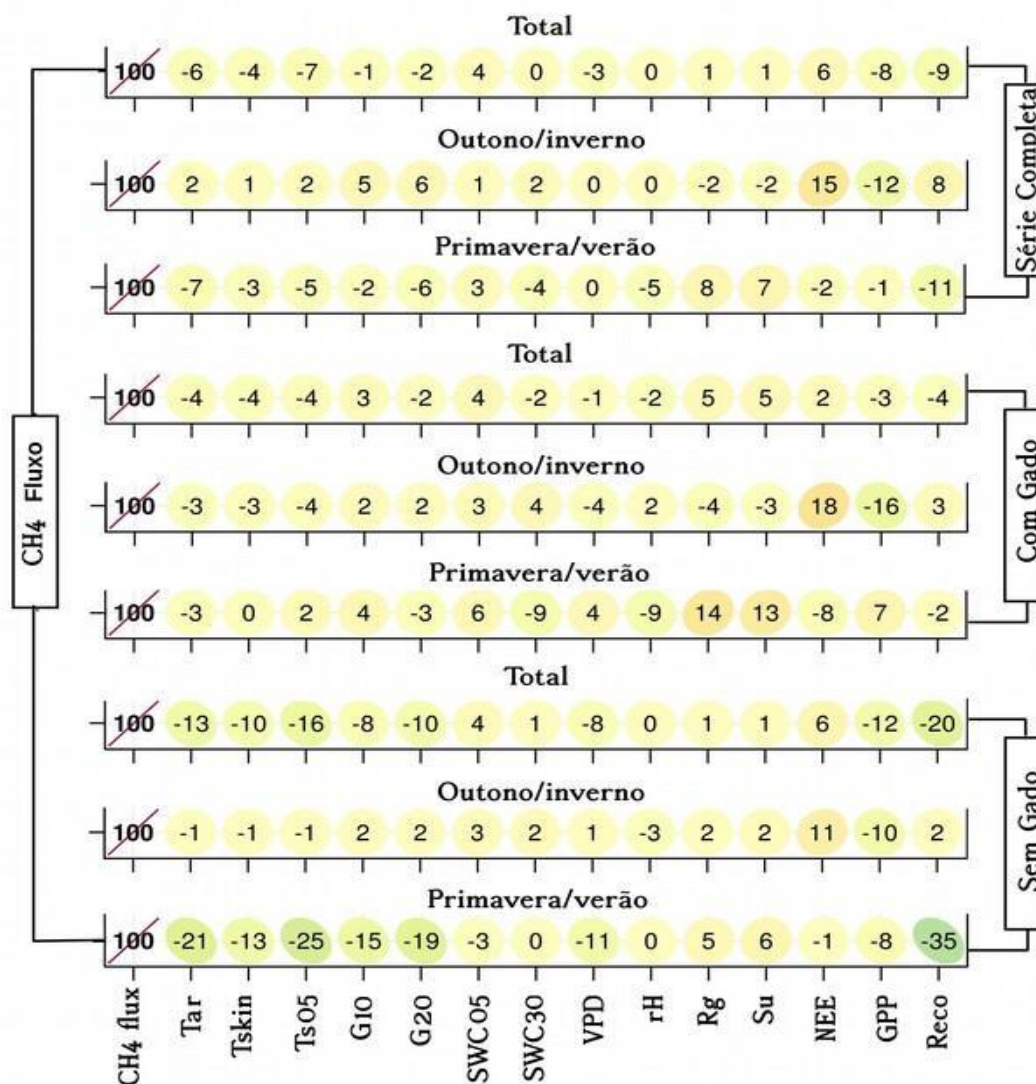 Total
100 -6 -4 -7 -1 -2 4 0 -3 0 1 1 6 -8 -9
Outono/inverno
100 2 1 2 5 6 1 2 0 0 -2 -2 15 -12 8
Primavera/verão
100 -7 -3 -5 -2 -6 3 -4 0 -5 8 7 -2 -1 -11
Série Completa
Total
100 -4 -4 -4 3 -2 4 -2 -1 -2 5 5 2 -3 -4
Outono/inverno
100 -3 -3 -4 2 2 3 4 -4 2 -4 -3 18 -16 3
Primavera/verão
100 -3 0 2 4 -3 6 -9 4 -9 14 13 -8 7 -2
Com Gado
CH4 Fluxo
Total
100 -13 -10 -16 -8 -10 4 1 -8 0 1 1 6 -12 -20
Outono/inverno
100 -1 -1 -1 2 2 3 2 1 -3 2 2 11 -10 2
Primavera/verão
100 -21 -13 -25 -15 -19 -3 0 -11 0 5 6 -1 -8 -35
Sem Gado
CH4 flux Tar Tskin Ts05 G10 G20 SWC05 SWC30 VPD rH Rg Su NEE GPP Reco